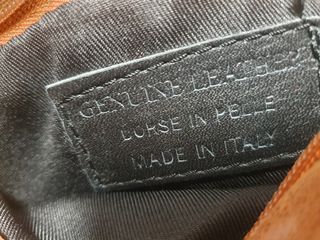 GENUINE LEATHER
BORSE IN PELLE
MADE IN ITALY